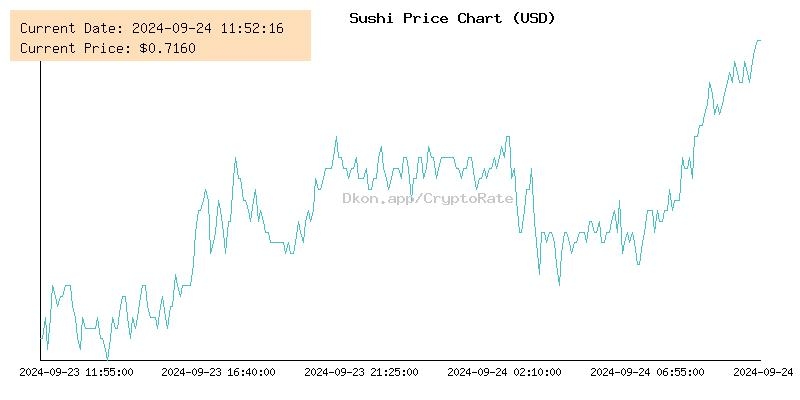 Sushi Price Chart (USD)
Current Date: 2024-09-24 11:52:16
Current Price: $0.7160
Dkon.app/CryptoRate
2024-09-23 11:55:00 2024-09-23 16:40:00 2024-09-23 21:25:00 2024-09-24 02:10:00 2024-09-24 06:55:00 2024-09-24